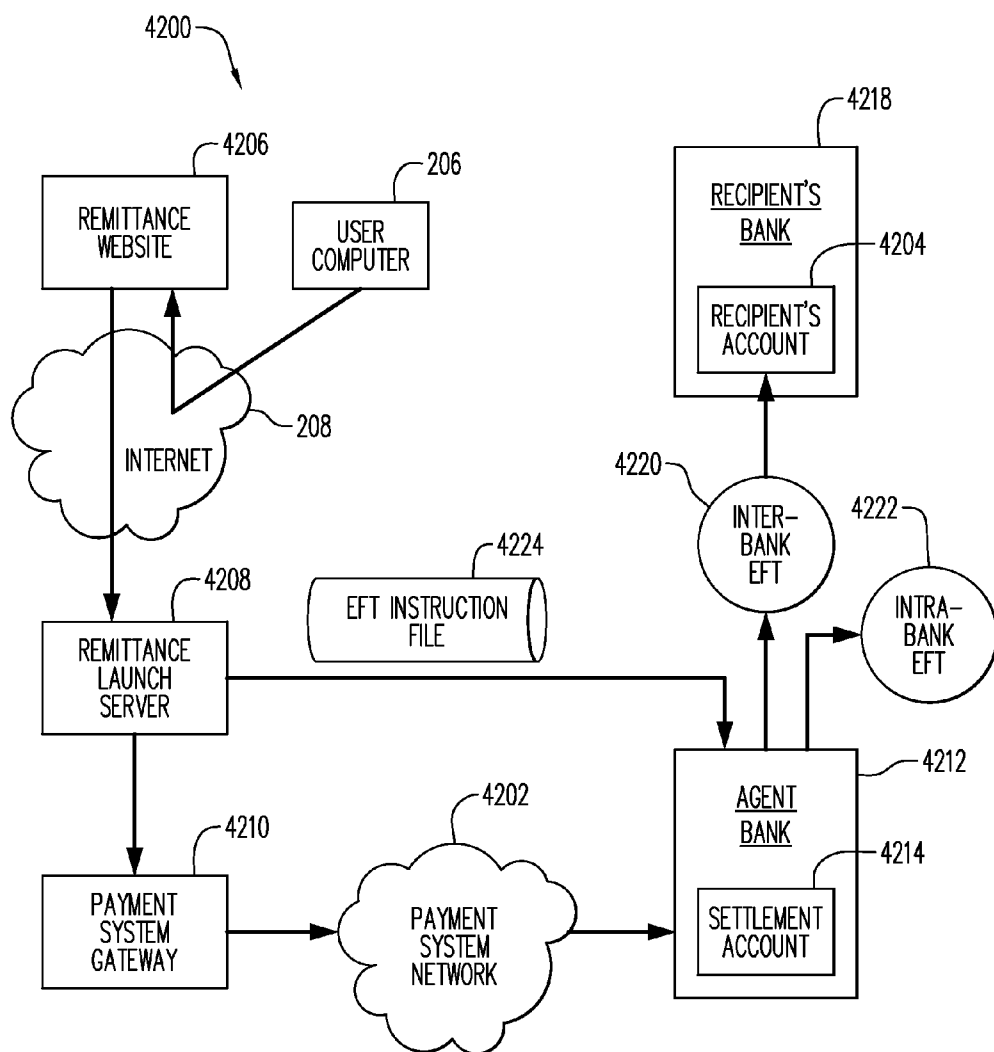 4200
4206
REMITTANCE
WEBSITE
206
USER
COMPUTER
208
INTERNET
4218
RECIPIENT'S
BANK
4204
RECIPIENT'S
ACCOUNT
4220
INTER-
BANK
EFT
4222
INTRA-
BANK
EFT
4224
EFT INSTRUCTION
FILE
4208
REMITTANCE
LAUNCH
SERVER
4210
PAYMENT
SYSTEM
GATEWAY
4202
PAYMENT
SYSTEM
NETWORK
4212
AGENT
BANK
4214
SETTLEMENT
ACCOUNT